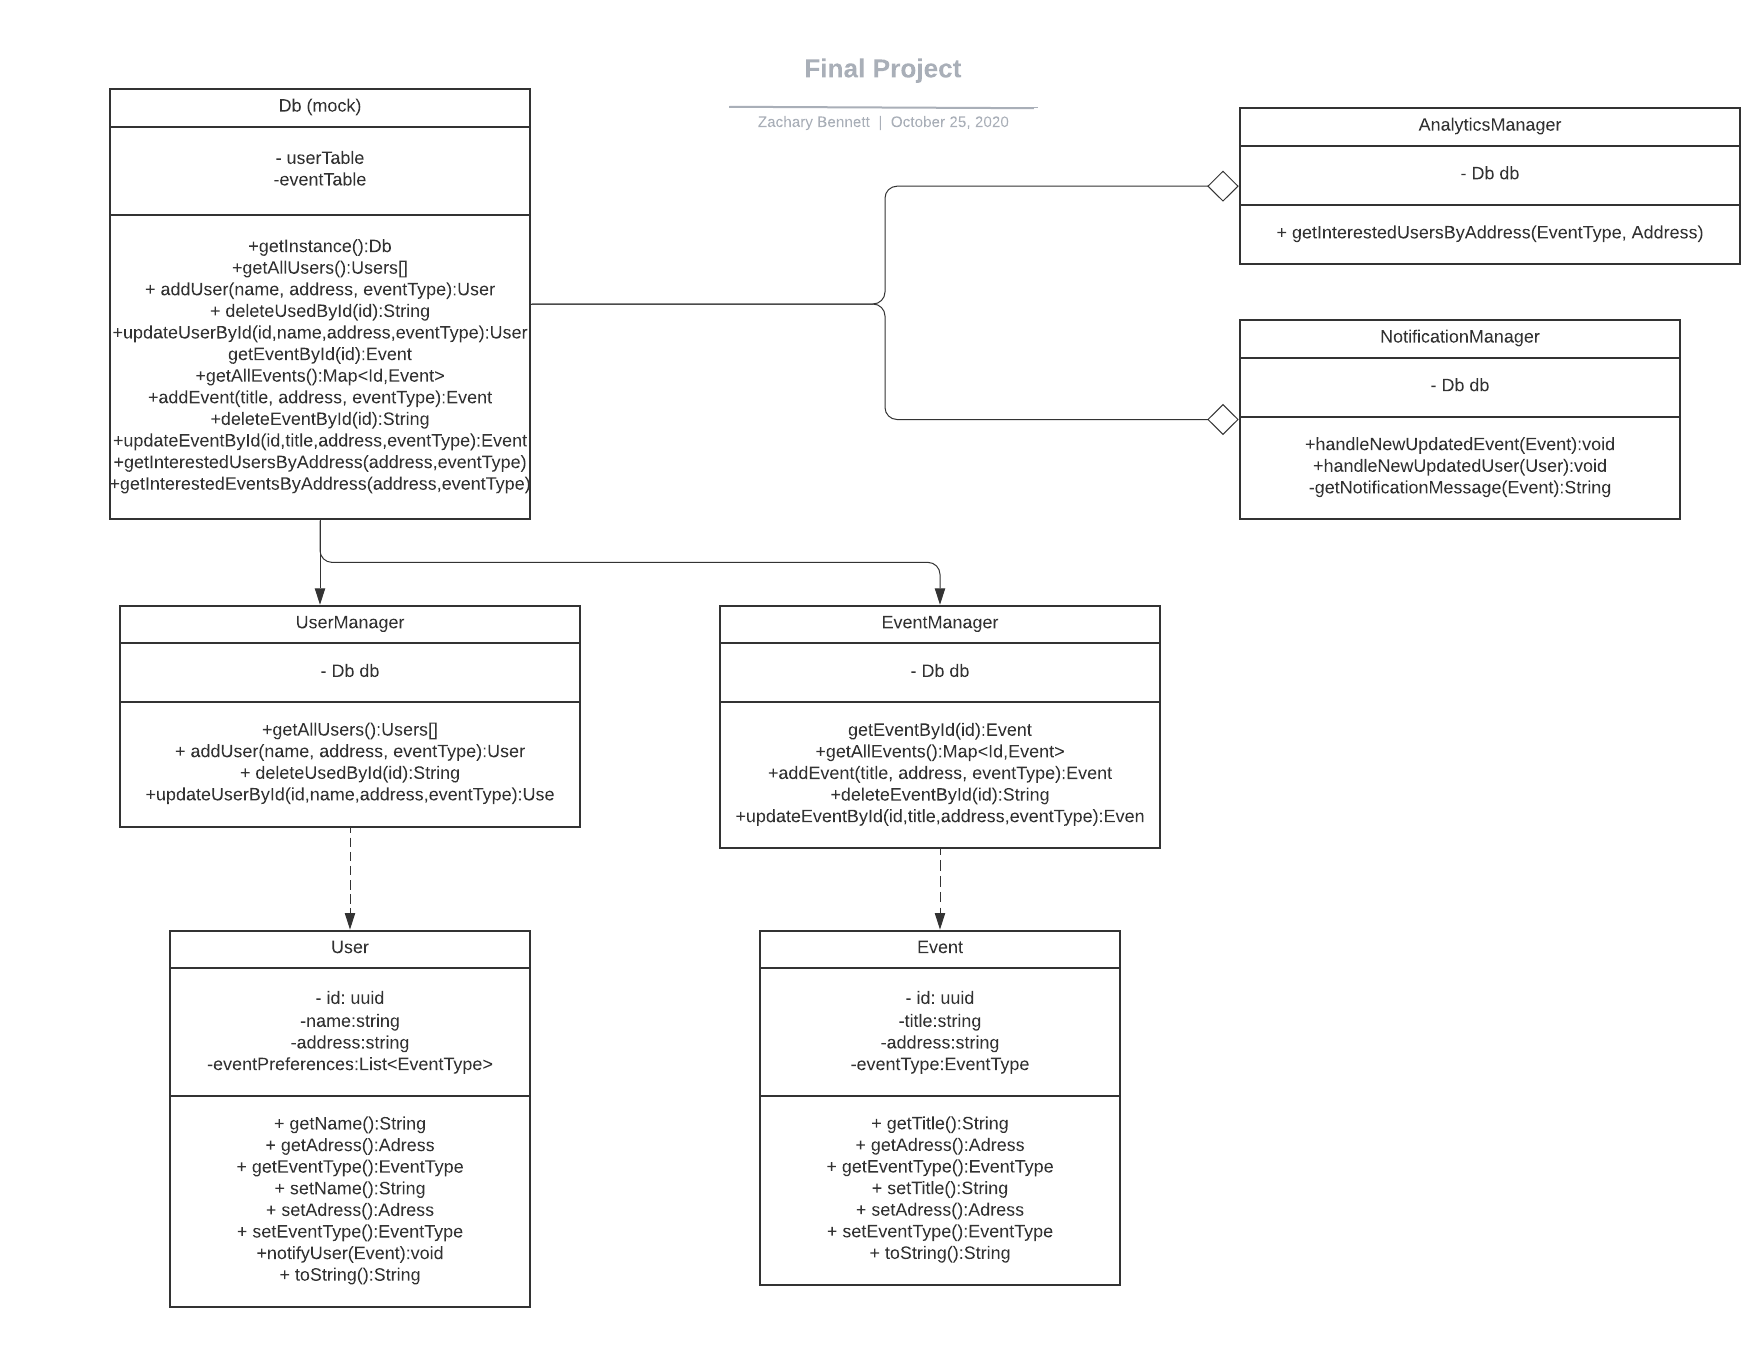 Final Project
Zachary Bennett | October 25, 2020
Db (mock)
- userTable
-eventTable
+getInstance():Db
+getAllUsers():Users[]
+ addUser(name, address, eventType):User
+ deleteUsedById(id):String
+updateUserById(id,name,address,eventType):User
getEventById(id):Event
+getAllEvents():Map<Id,Event>
+addEvent(title, address, eventType):Event
+deleteEventById(id):String
+updateEventById(id,title,address,eventType):Event
+getInterestedUsersByAddress(address,eventType)
+getInterestedEventsByAddress(address,eventType)
AnalyticsManager
- Db db
+ getInterestedUsersByAddress(EventType, Address)
NotificationManager
- Db db
+handleNewUpdatedEvent(Event):void
+handleNewUpdatedUser(User):void
-getNotificationMessage(Event):String
UserManager
- Db db
+getAllUsers():Users[]
+ addUser(name, address, eventType):User
+ deleteUsedById(id):String
+updateUserById(id,name,address,eventType):Use
EventManager
- Db db
getEventById(id):Event
+getAllEvents():Map<Id,Event>
+addEvent(title, address, eventType):Event
+deleteEventById(id):String
+updateEventById(id,title,address,eventType):Even
User
- id: uuid
-name:string
-address:string
-eventPreferences:List<EventType>
+ getName():String
+ getAdress():Adress
+ getEventType():EventType
+ setName():String
+ setAdress():Adress
+ setEventType():EventType
+notifyUser(Event):void
+ toString():String
Event
- id: uuid
-title:string
-address:string
-eventType:EventType
+ getTitle():String
+ getAdress():Adress
+ getEventType():EventType
+ setTitle():String
+ setAdress():Adress
+ setEventType():EventType
+ toString():String